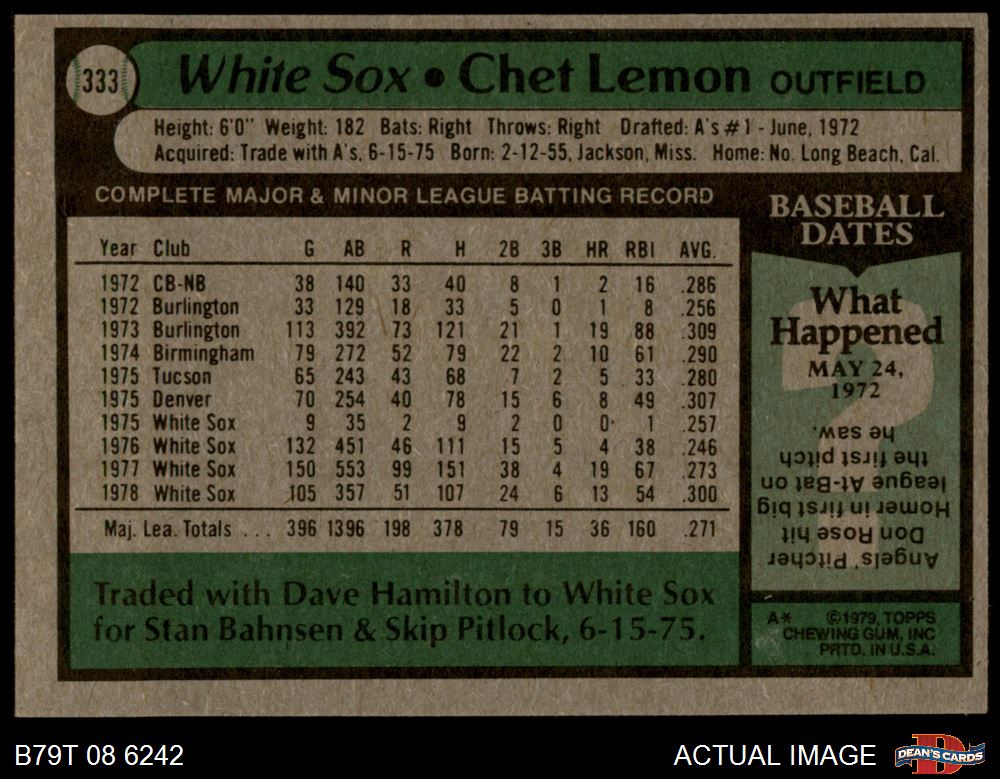 333
White Sox • Chet Lemon OUTFIELD
Height: 6'0" Weight: 182 Bats: Right Throws: Right Drafted: A's #1 - June, 1972
Acquired: Trade with A's, 6-15-75 Born: 2-12-55, Jackson, Miss. Home: No. Long Beach, Cal.
COMPLETE MAJOR & MINOR LEAGUE BATTING RECORD
Year Club G AB R H 2B 3B HR RBI AVG.
1972 CB-NB 38 140 33 40 8 1 2 16 .286
1972 Burlington 33 129 18 33 5 0 1 8 .256
1973 Burlington 113 392 73 121 21 1 19 88 .309
1974 Birmingham 79 272 52 79 22 2 10 61 .290
1975 Tucson 65 243 43 68 7 2 5 33 .280
1975 Denver 70 254 40 78 15 6 8 49 .307
1975 White Sox 9 35 2 9 2 0 0 1 .257
1976 White Sox 132 451 46 111 15 5 4 38 .246
1977 White Sox 150 553 99 151 38 4 19 67 .273
1978 White Sox 105 357 51 107 24 6 13 54 .300
Maj. Lea. Totals ... 396 1396 198 378 79 15 36 160 .271
Traded with Dave Hamilton to White Sox
for Stan Bahnsen & Skip Pitlock, 6-15-75.
BASEBALL
DATES
What
Happened
MAY 24,
1972
?
Angels' Pitcher
Don Rose hit
Homer in first big
league At-Bat on
the first pitch
he saw.
A* ©1979, TOPPS
CHEWING GUM, INC
PRTD. IN U.S.A.
B79T 08 6242
ACTUAL IMAGE
D
DEAN'S CARDS